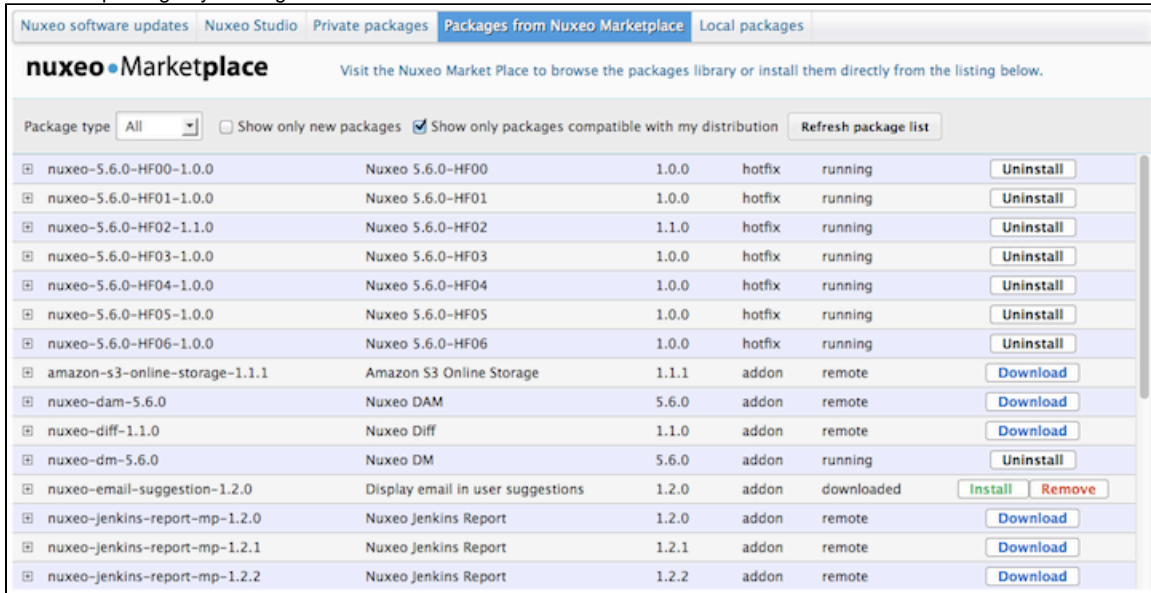 Nuxeo software updates Nuxeo Studio Private packages Packages from Nuxeo Marketplace Local packages
nuxeo Marketplace Visit the Nuxeo Market Place to browse the packages library or install them directly from the listing below.
Package type All Show only new packages Show only packages compatible with my distribution Refresh package list
nuxeo-5.6.0-HF00-1.0.0 Nuxeo 5.6.0-HF00 1.0.0 hotfix running Uninstall
nuxeo-5.6.0-HF01-1.0.0 Nuxeo 5.6.0-HF01 1.0.0 hotfix running Uninstall
nuxeo-5.6.0-HF02-1.1.0 Nuxeo 5.6.0-HF02 1.1.0 hotfix running Uninstall
nuxeo-5.6.0-HF03-1.0.0 Nuxeo 5.6.0-HF03 1.0.0 hotfix running Uninstall
nuxeo-5.6.0-HF04-1.0.0 Nuxeo 5.6.0-HF04 1.0.0 hotfix running Uninstall
nuxeo-5.6.0-HF05-1.0.0 Nuxeo 5.6.0-HF05 1.0.0 hotfix running Uninstall
nuxeo-5.6.0-HF06-1.0.0 Nuxeo 5.6.0-HF06 1.0.0 hotfix running Uninstall
amazon-s3-online-storage-1.1.1 Amazon S3 Online Storage 1.1.1 addon remote Download
nuxeo-dam-5.6.0 Nuxeo DAM 5.6.0 addon remote Download
nuxeo-diff-1.1.0 Nuxeo Diff 1.1.0 addon remote Download
nuxeo-dm-5.6.0 Nuxeo DM 5.6.0 addon running Uninstall
nuxeo-email-suggestion-1.2.0 Display email in user suggestions 1.2.0 addon downloaded Install Remove
nuxeo-jenkins-report-mp-1.2.0 Nuxeo Jenkins Report 1.2.0 addon remote Download
nuxeo-jenkins-report-mp-1.2.1 Nuxeo Jenkins Report 1.2.1 addon remote Download
nuxeo-jenkins-report-mp-1.2.2 Nuxeo Jenkins Report 1.2.2 addon remote Download